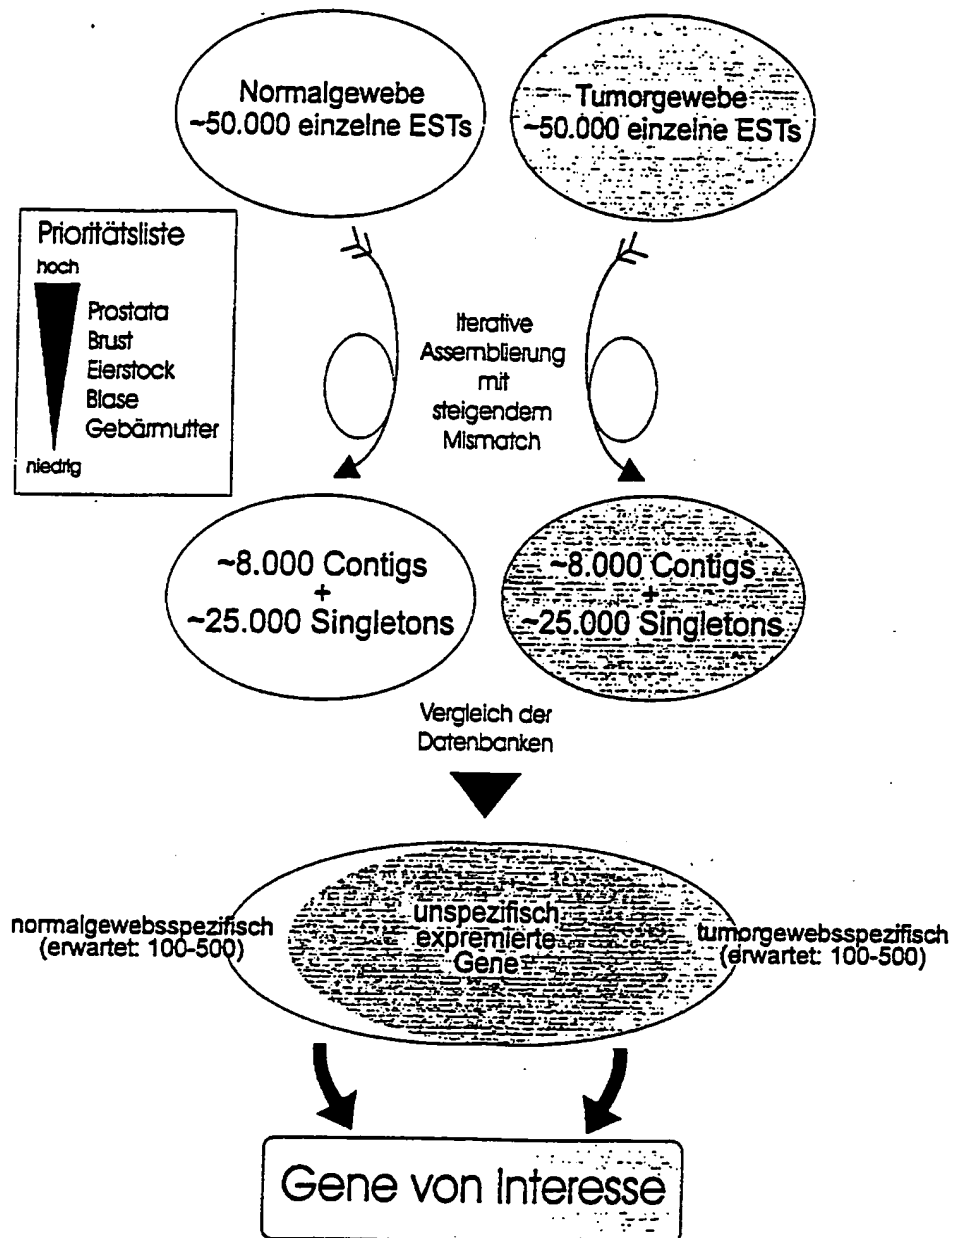 Normalgewebe
~50.000 einzelne ESTs
Tumorgewebe
~50.000 einzelne ESTs
Prioritätsliste
hoch
Prostata
Brust
Eierstock
Blase
Gebärmutter
niedrig
Iterative
Assemblierung
mit
steigendem
Mismatch
~8.000 Contigs
+
~25.000 Singletons
~8.000 Contigs
+
~25.000 Singletons
Vergleich der
Datenbanken
normalgewebsspezifisch
(erwartet: 100-500)
unspezifisch
expremierte
Gene
tumorgewebsspezifisch
(erwartet: 100-500)
Gene von Interesse